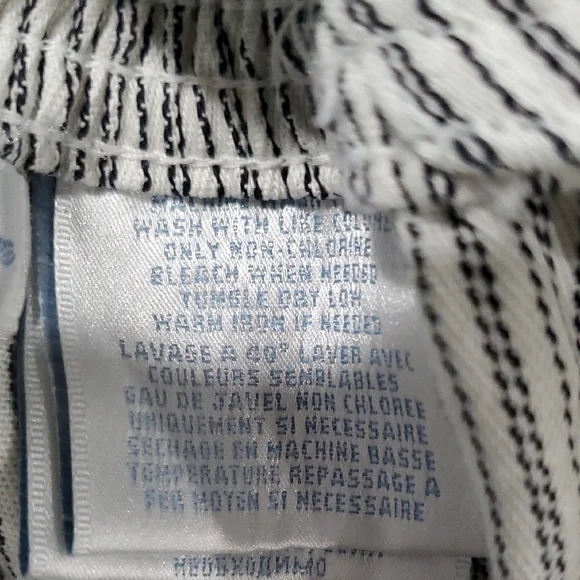 WASH WITH LIKE COLORS
ONLY NON-CHLORINE
BLEACH WHEN NEEDED
TUMBLE DRY LOW
WARM IRON IF NEEDED
LAVAGE A 40° LAVER AVEC
COULEURS SEMBLABLES
EAU DE JAVEL NON CHLOREE
UNIQUEMENT SI NECESSAIRE
SECHAGE EN MACHINE BASSE
TEMPERATURE REPASSAGE A
FER MOYEN SI NECESSAIRE
НЕОБХОДИМО